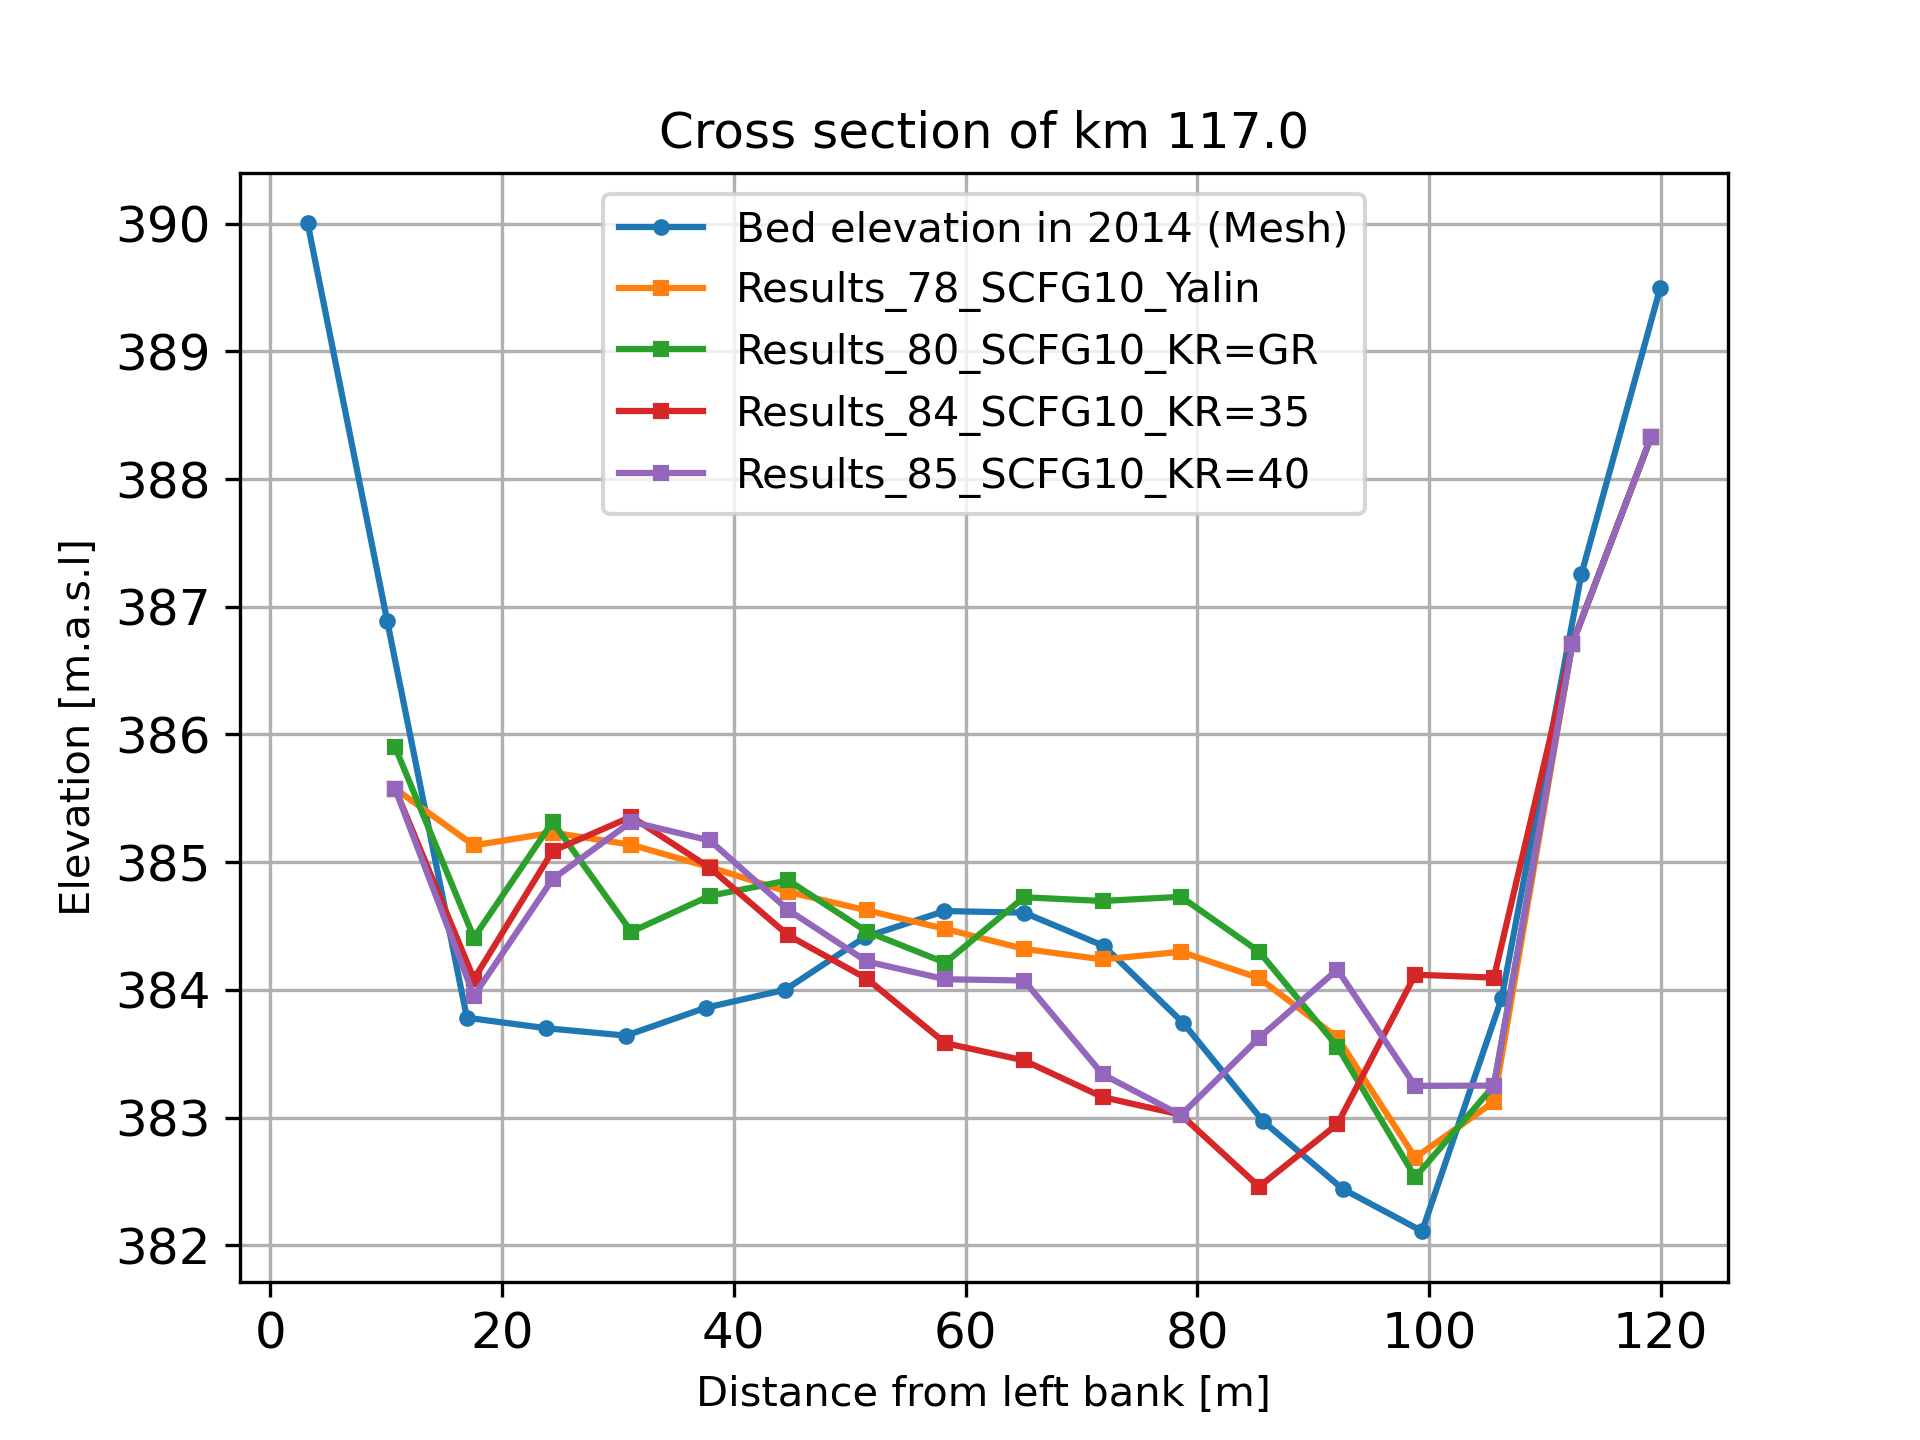 Cross section of km 117.0
Bed elevation in 2014 (Mesh)
Results_78_SCFG10_Yalin
Results_80_SCFG10_KR=GR
Results_84_SCFG10_KR=35
Results_85_SCFG10_KR=40
390
389
388
387
386
385
384
383
382
Elevation [m.a.s.l]
0 20 40 60 80 100 120
Distance from left bank [m]